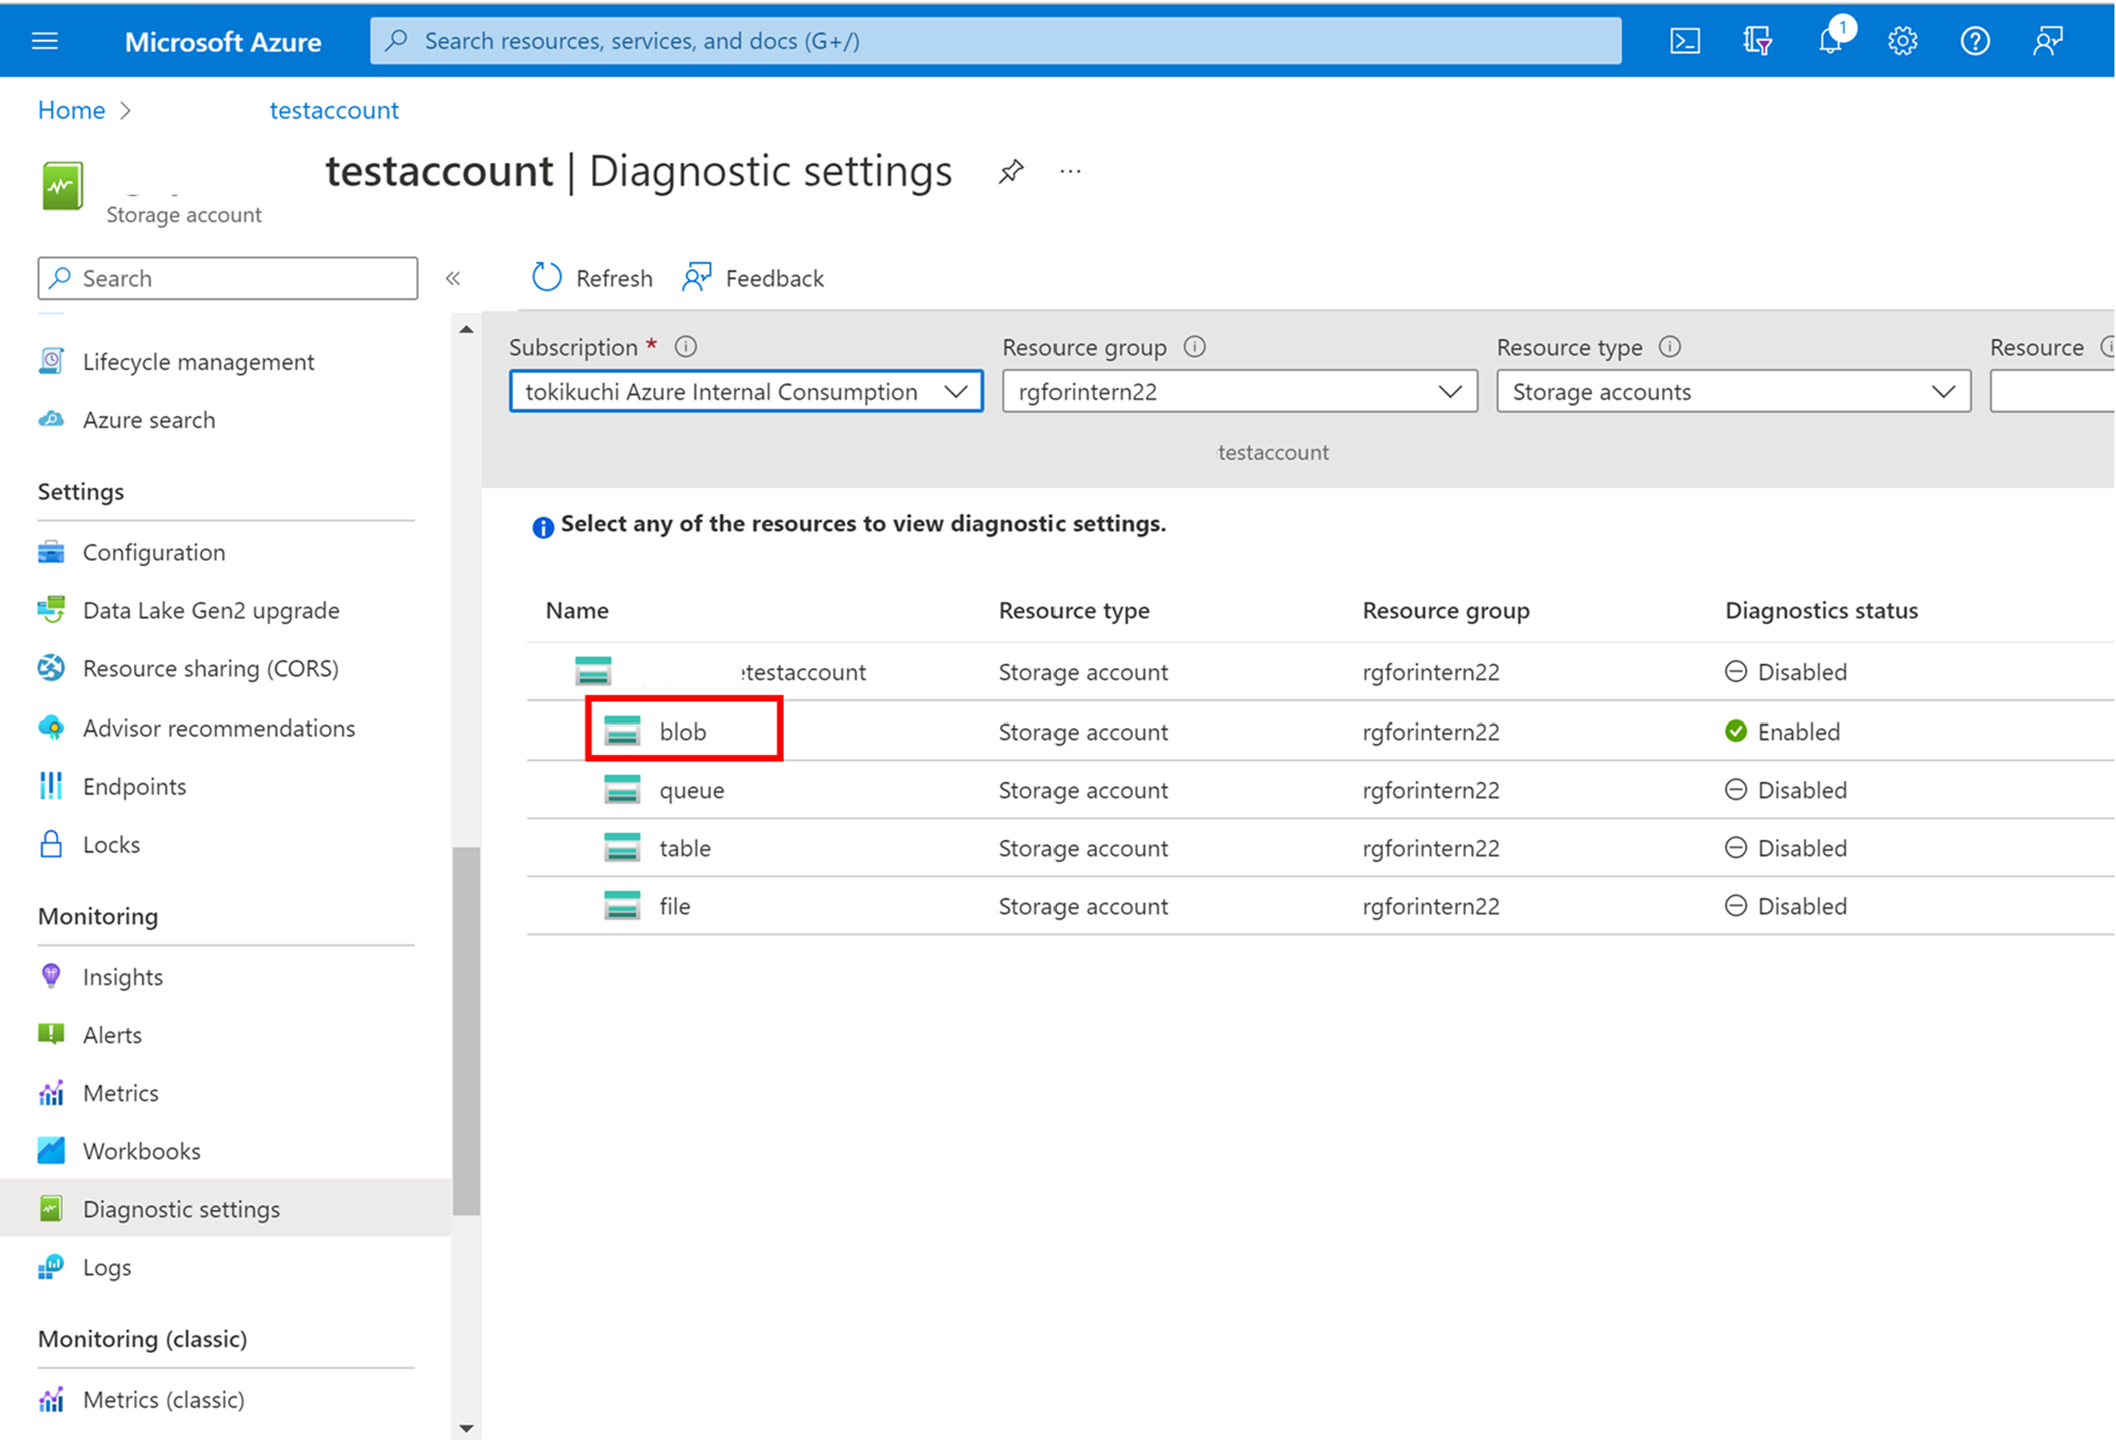 Microsoft Azure
Search resources, services, and docs (G+/)
1
Home > testaccount
testaccount | Diagnostic settings
Storage account
Search
Refresh
Feedback
Lifecycle management
Azure search
Settings
Configuration
Data Lake Gen2 upgrade
Resource sharing (CORS)
Advisor recommendations
Endpoints
Locks
Monitoring
Insights
Alerts
Metrics
Workbooks
Diagnostic settings
Logs
Monitoring (classic)
Metrics (classic)
Subscription * Resource group Resource type Resource
tokikuchi Azure Internal Consumption rgforintern22 Storage accounts
testaccount
Select any of the resources to view diagnostic settings.
Name Resource type Resource group Diagnostics status
testaccount Storage account rgforintern22 Disabled
blob Storage account rgforintern22 Enabled
queue Storage account rgforintern22 Disabled
table Storage account rgforintern22 Disabled
file Storage account rgforintern22 Disabled